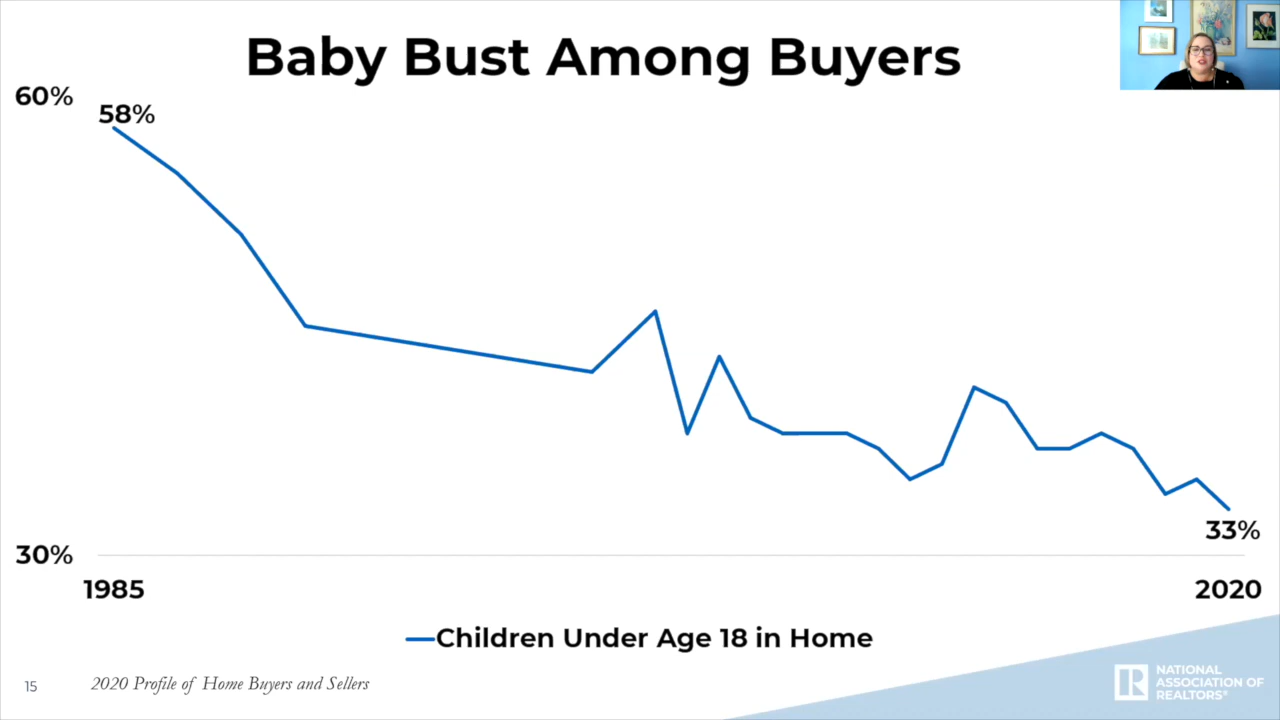 Baby Bust Among Buyers
60%
58%
33%
30%
1985
2020
Children Under Age 18 in Home
15
2020 Profile of Home Buyers and Sellers
R
NATIONAL
ASSOCIATION OF
REALTORS®